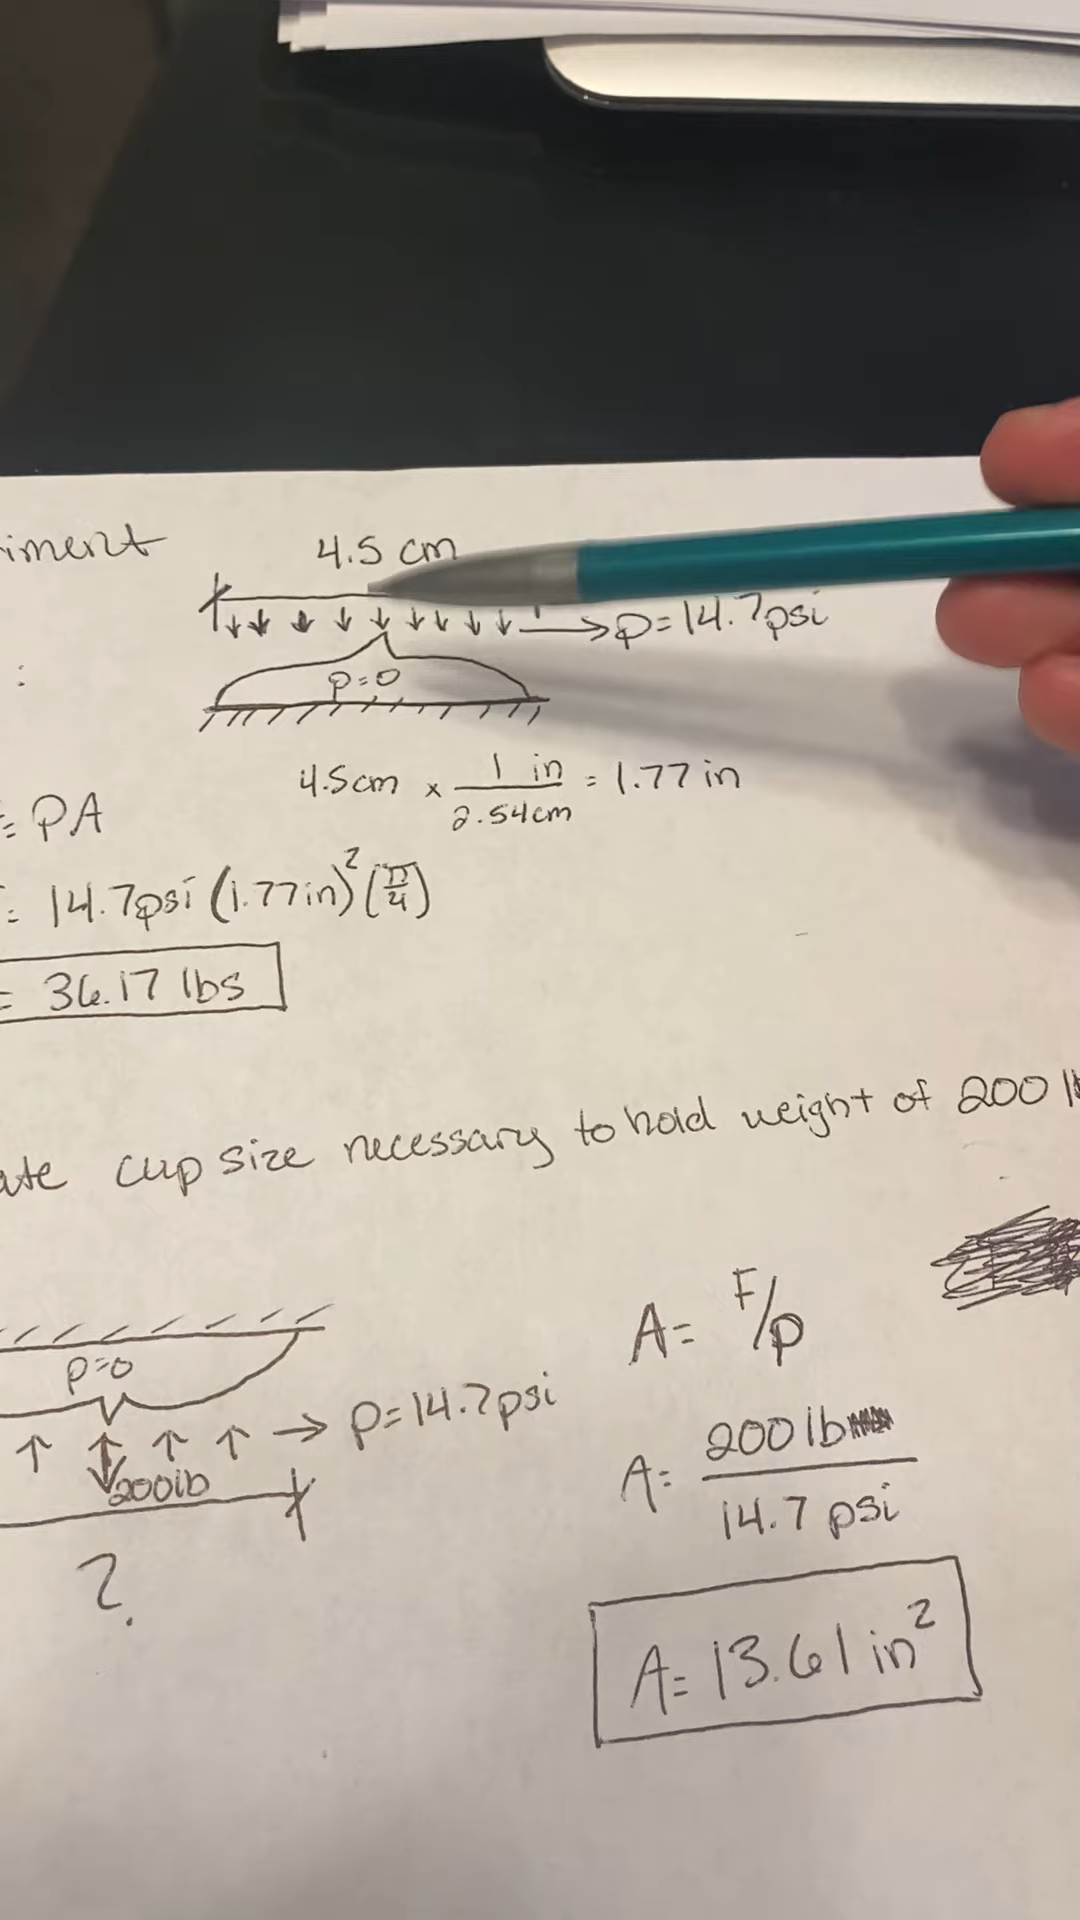 iment
4.5 cm
p=14.7psi
:
p=0
4.5cm × 1 in / 2.54cm = 1.77 in
= PA
= 14.7psi (1.77in)² (π/4)
= 36.17 lbs
ate cup size necessary to hold weight of 200 l
p=0
p=14.7psi
200lb
?
A= F/p
A= 200 lb / 14.7 psi
A= 13.61 in²